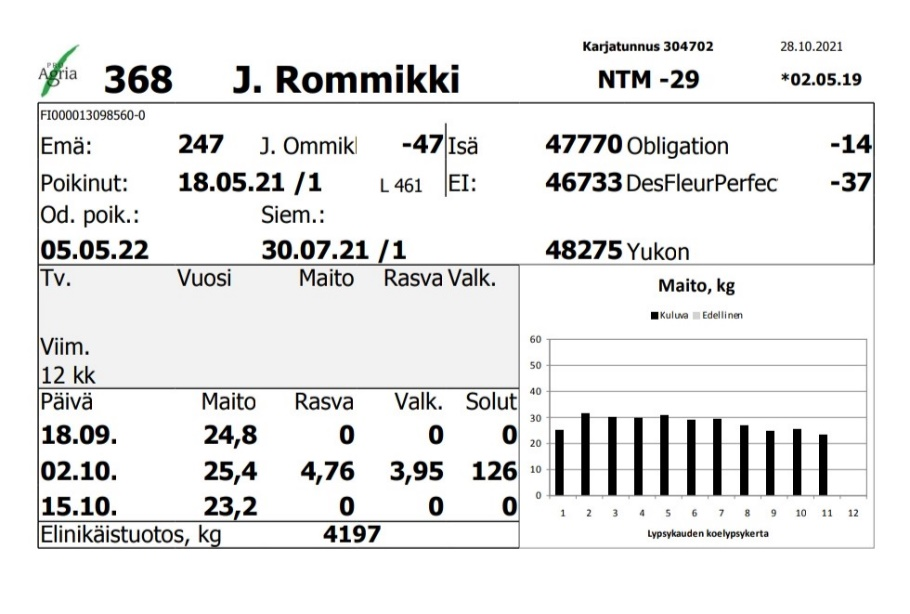 Karjatunnus 304702 28.10.2021
PRO Agria 368 J. Rommikki NTM -29 *02.05.19
FI000013098560-0
Emä: 247 J. Ommik -47 Isä 47770 Obligation -14
Poikinut: 18.05.21 /1 L 461 EI: 46733 DesFleurPerfec -37
Od. poik.: Siem.:
05.05.22 30.07.21 /1 48275 Yukon
Tv. Vuosi Maito Rasva Valk.
Viim.
12 kk
Päivä Maito Rasva Valk. Solut
18.09. 24,8 0 0 0
02.10. 25,4 4,76 3,95 126
15.10. 23,2 0 0 0
Elinikäistuotos, kg 4197
Maito, kg
Kuluva Edellinen
60
50
40
30
20
10
0
1 2 3 4 5 6 7 8 9 10 11 12
Lypsykauden koelypsykerta